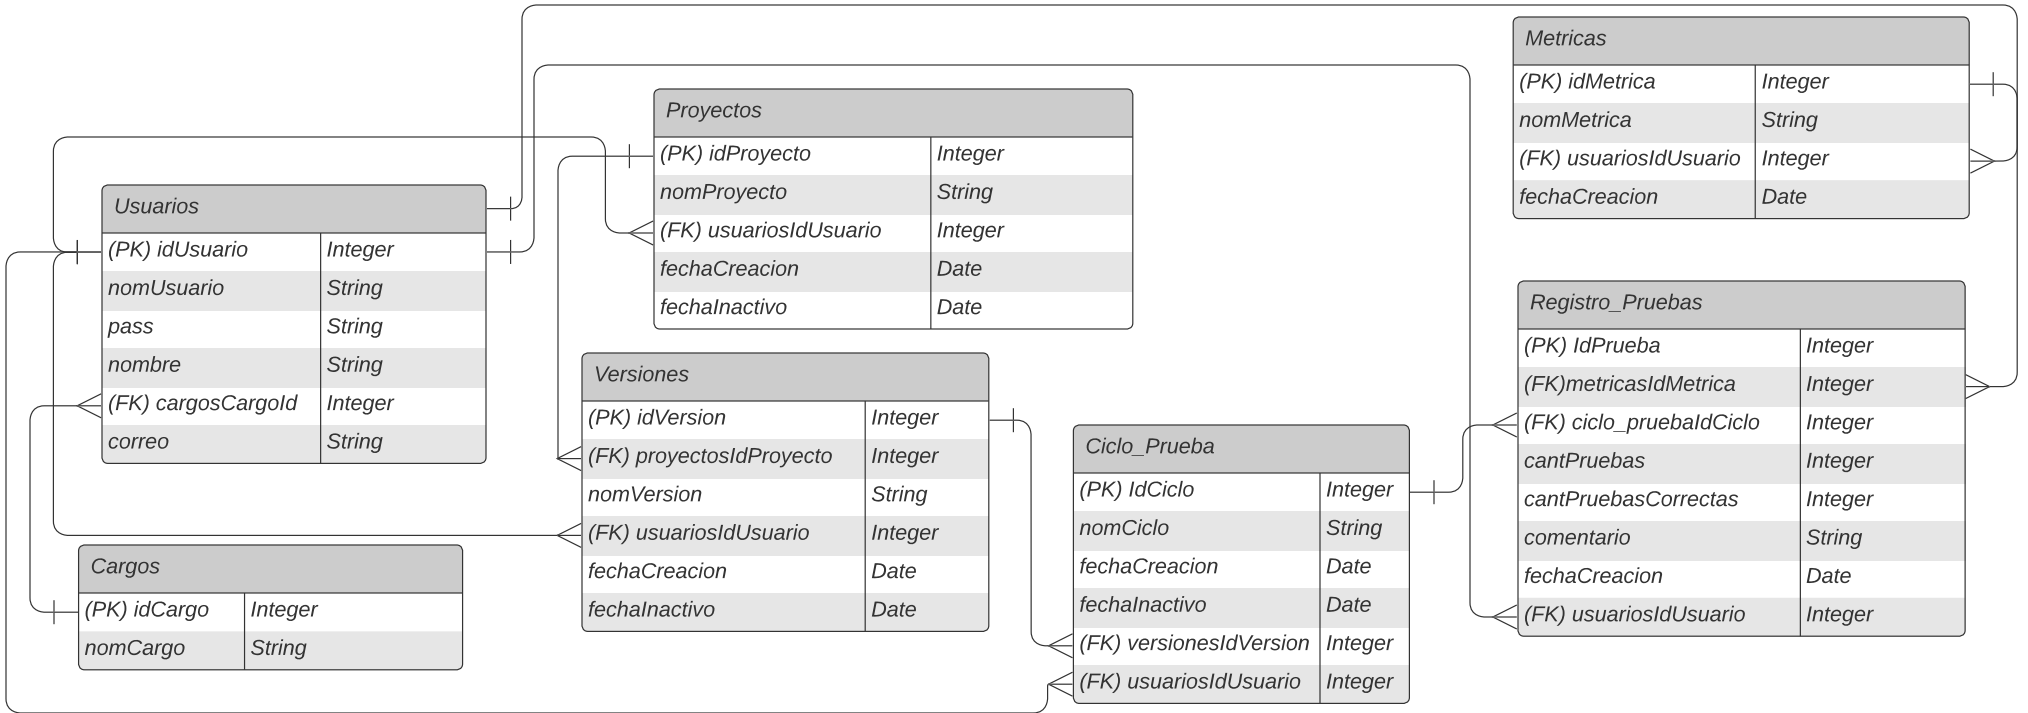 Metricas
(PK) idMetrica Integer
nomMetrica String
(FK) usuariosIdUsuario Integer
fechaCreacion Date
Proyectos
(PK) idProyecto Integer
nomProyecto String
(FK) usuariosIdUsuario Integer
fechaCreacion Date
fechaInactivo Date
Usuarios
(PK) idUsuario Integer
nomUsuario String
pass String
nombre String
(FK) cargosCargoId Integer
correo String
Registro_Pruebas
(PK) IdPrueba Integer
(FK)metricasIdMetrica Integer
(FK) ciclo_pruebaIdCiclo Integer
cantPruebas Integer
cantPruebasCorrectas Integer
comentario String
fechaCreacion Date
(FK) usuariosIdUsuario Integer
Versiones
(PK) idVersion Integer
(FK) proyectosIdProyecto Integer
nomVersion String
(FK) usuariosIdUsuario Integer
fechaCreacion Date
fechaInactivo Date
Ciclo_Prueba
(PK) IdCiclo Integer
nomCiclo String
fechaCreacion Date
fechaInactivo Date
(FK) versionesIdVersion Integer
(FK) usuariosIdUsuario Integer
Cargos
(PK) idCargo Integer
nomCargo String